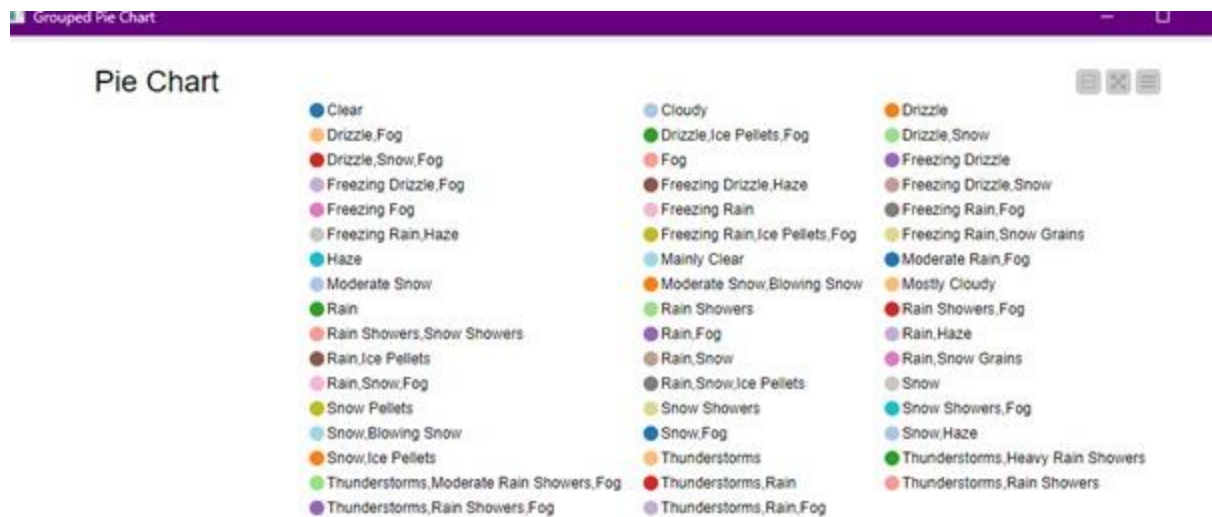 Grouped Pie Chart
Pie Chart
Clear Cloudy Drizzle
Drizzle,Fog Drizzle,Ice Pellets,Fog Drizzle,Snow
Drizzle,Snow,Fog Fog Freezing Drizzle
Freezing Drizzle,Fog Freezing Drizzle,Haze Freezing Drizzle,Snow
Freezing Fog Freezing Rain Freezing Rain,Fog
Freezing Rain,Haze Freezing Rain,Ice Pellets,Fog Freezing Rain,Snow Grains
Haze Mainly Clear Moderate Rain,Fog
Moderate Snow Moderate Snow,Blowing Snow Mostly Cloudy
Rain Rain Showers Rain Showers,Fog
Rain Showers,Snow Showers Rain,Fog Rain,Haze
Rain,Ice Pellets Rain,Snow Rain,Snow Grains
Rain,Snow,Fog Rain,Snow,Ice Pellets Snow
Snow Pellets Snow Showers Snow Showers,Fog
Snow,Blowing Snow Snow,Fog Snow,Haze
Snow,Ice Pellets Thunderstorms Thunderstorms,Heavy Rain Showers
Thunderstorms,Moderate Rain Showers,Fog Thunderstorms,Rain Thunderstorms,Rain Showers
Thunderstorms,Rain Showers,Fog Thunderstorms,Rain,Fog